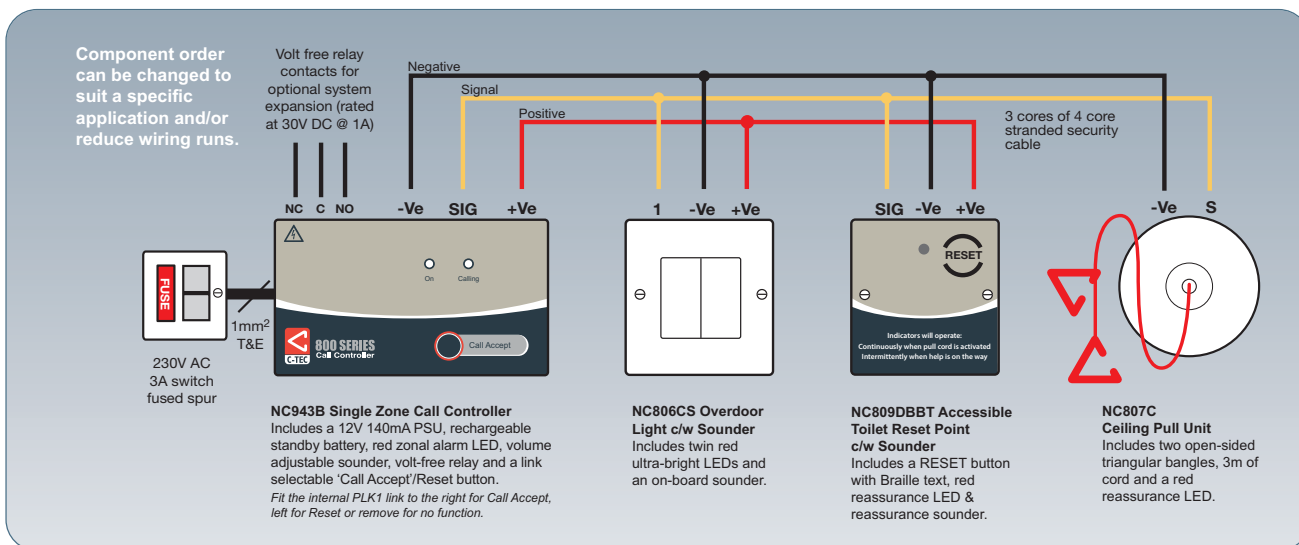 Component order
can be changed to
suit a specific
application and/or
reduce wiring runs.
Volt free relay
contacts for
optional system
expansion (rated
at 30V DC @ 1A)
Negative
Signal
Positive
3 cores of 4 core
stranded security
cable
NC C NO -Ve SIG +Ve
1 -Ve +Ve
SIG -Ve +Ve
-Ve S
FUSE
1mm²
T&E
230V AC
3A switch
fused spur
On Calling
C-TEC
800 SERIES
Call Controller
Call Accept
RESET
Indicators will operate:
Continuously when pull cord is activated
Intermittently when help is on the way
NC943B Single Zone Call Controller
Includes a 12V 140mA PSU, rechargeable
standby battery, red zonal alarm LED, volume
adjustable sounder, volt-free relay and a link
selectable 'Call Accept'/Reset button.
Fit the internal PLK1 link to the right for Call Accept,
left for Reset or remove for no function.
NC806CS Overdoor
Light c/w Sounder
Includes twin red
ultra-bright LEDs and
an on-board sounder.
NC809DBBT Accessible
Toilet Reset Point
c/w Sounder
Includes a RESET button
with Braille text, red
reassurance LED &
reassurance sounder.
NC807C
Ceiling Pull Unit
Includes two open-sided
triangular bangles, 3m of
cord and a red
reassurance LED.